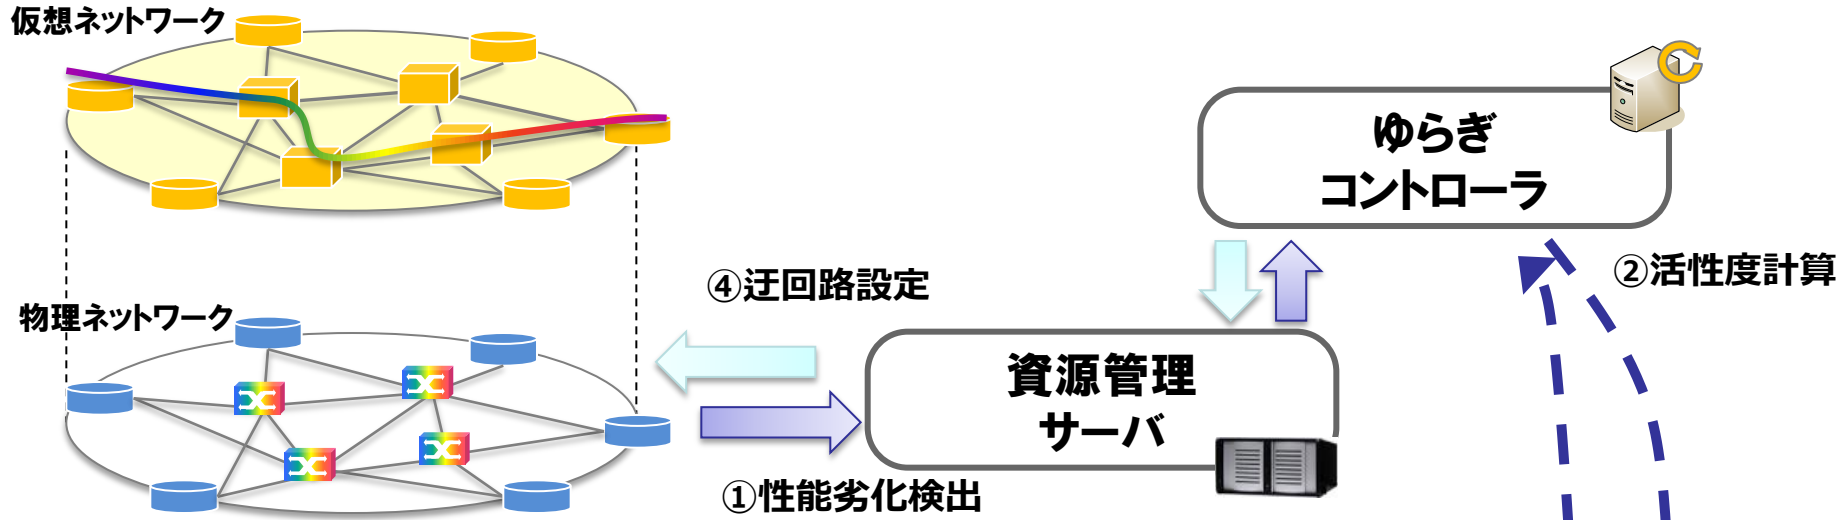 仮想ネットワーク
ゆらぎ
コントローラ
②活性度計算
④迂回路設定
物理ネットワーク
資源管理
サーバ
①性能劣化検出